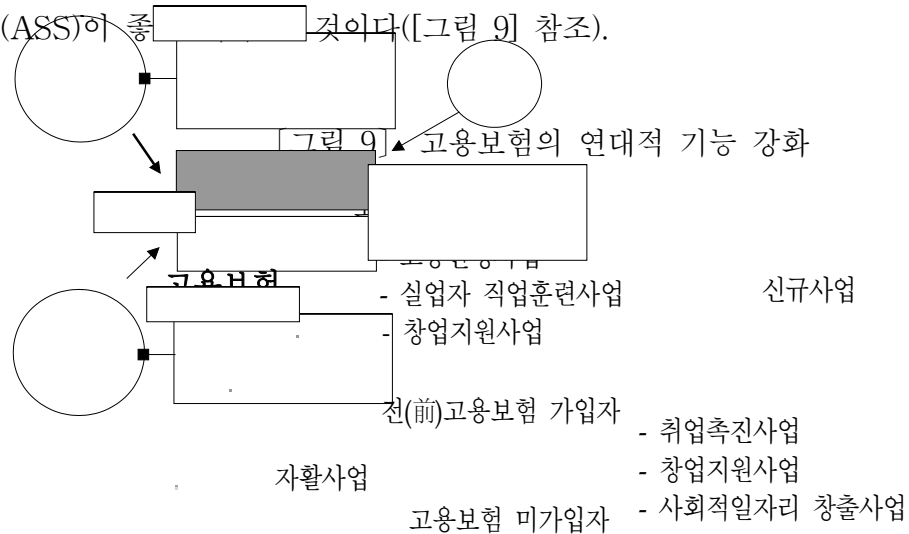 (ASS)이 좋 것이다([그림 9] 참조).
[그림 9] 고용보험의 연대적 기능 강화
고용보험
- 실업자 직업훈련사업
신규사업
- 창업지원사업
전(前)고용보험 가입자
- 취업촉진사업
자활사업
- 창업지원사업
고용보험 미가입자
- 사회적일자리 창출사업